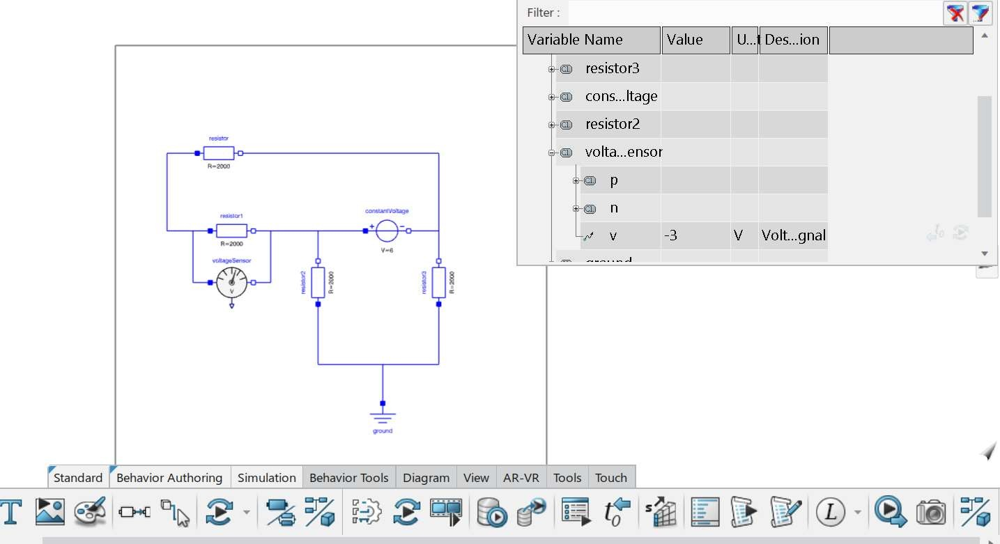 Filter :
Variable Name Value U...t Des...ion
resistor3
cons...ltage
resistor2
volta...ensor
p
n
v -3 V Volt...gnal
ground
resistor
R=2000
resistor1
R=2000
constantVoltage
+ −
V=6
voltageSensor
V
resistor2
R=2000
resistor3
R=2000
ground
Standard Behavior Authoring Simulation Behavior Tools Diagram View AR-VR Tools Touch